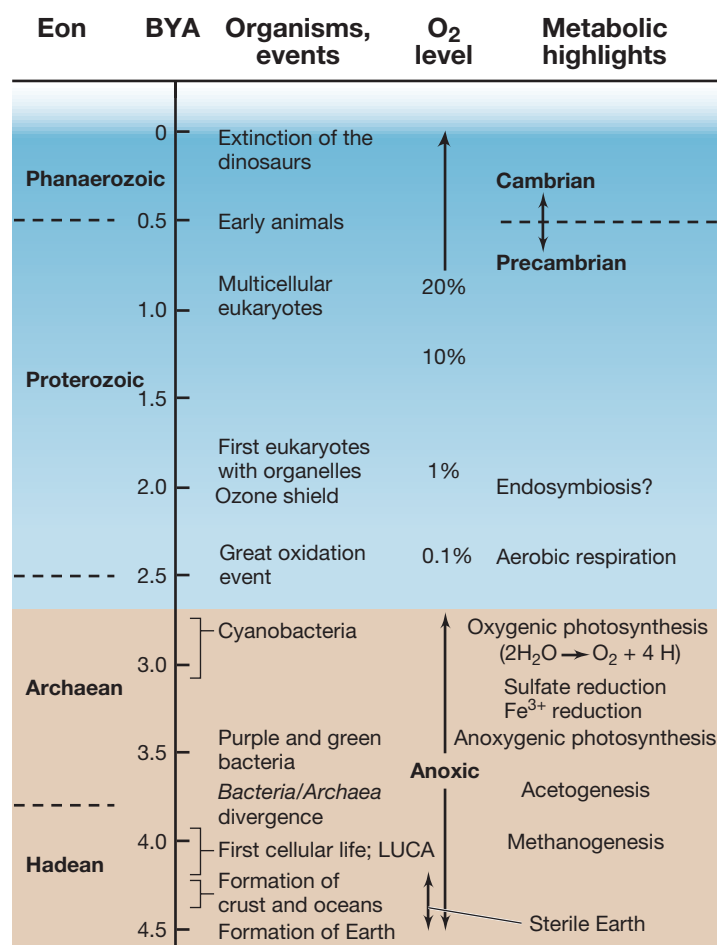 Eon BYA Organisms, events O₂ level Metabolic highlights
0
Extinction of the
dinosaurs
Phanaerozoic
Cambrian
0.5
Early animals
Precambrian
Multicellular
eukaryotes
20%
1.0
10%
Proterozoic
1.5
First eukaryotes
with organelles
Ozone shield
1%
2.0
Endosymbiosis?
Great oxidation
event
0.1%
Aerobic respiration
2.5
Cyanobacteria
Oxygenic photosynthesis
(2H₂O → O₂ + 4 H)
3.0
Archaean
Sulfate reduction
Fe³⁺ reduction
Purple and green
bacteria
Anoxygenic photosynthesis
3.5
Anoxic
Bacteria/Archaea
divergence
Acetogenesis
4.0
First cellular life; LUCA
Methanogenesis
Hadean
Formation of
crust and oceans
Sterile Earth
4.5
Formation of Earth